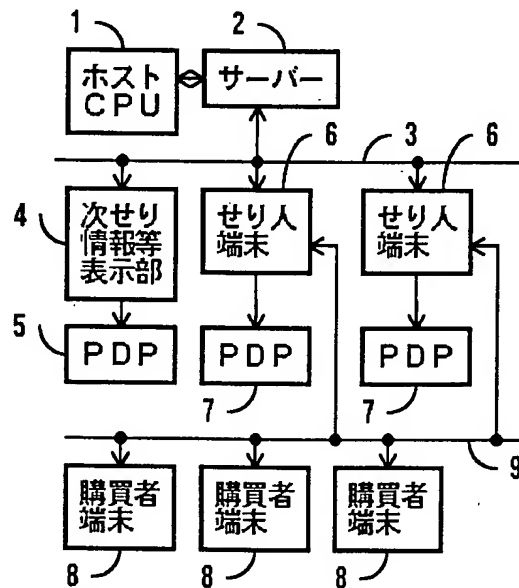 1
2
ホスト
CPU
サーバー
6
3
6
4
次せり
情報等
表示部
せり人
端末
せり人
端末
5
PDP
PDP
PDP
7
7
9
購買者
端末
購買者
端末
購買者
端末
8
8
8